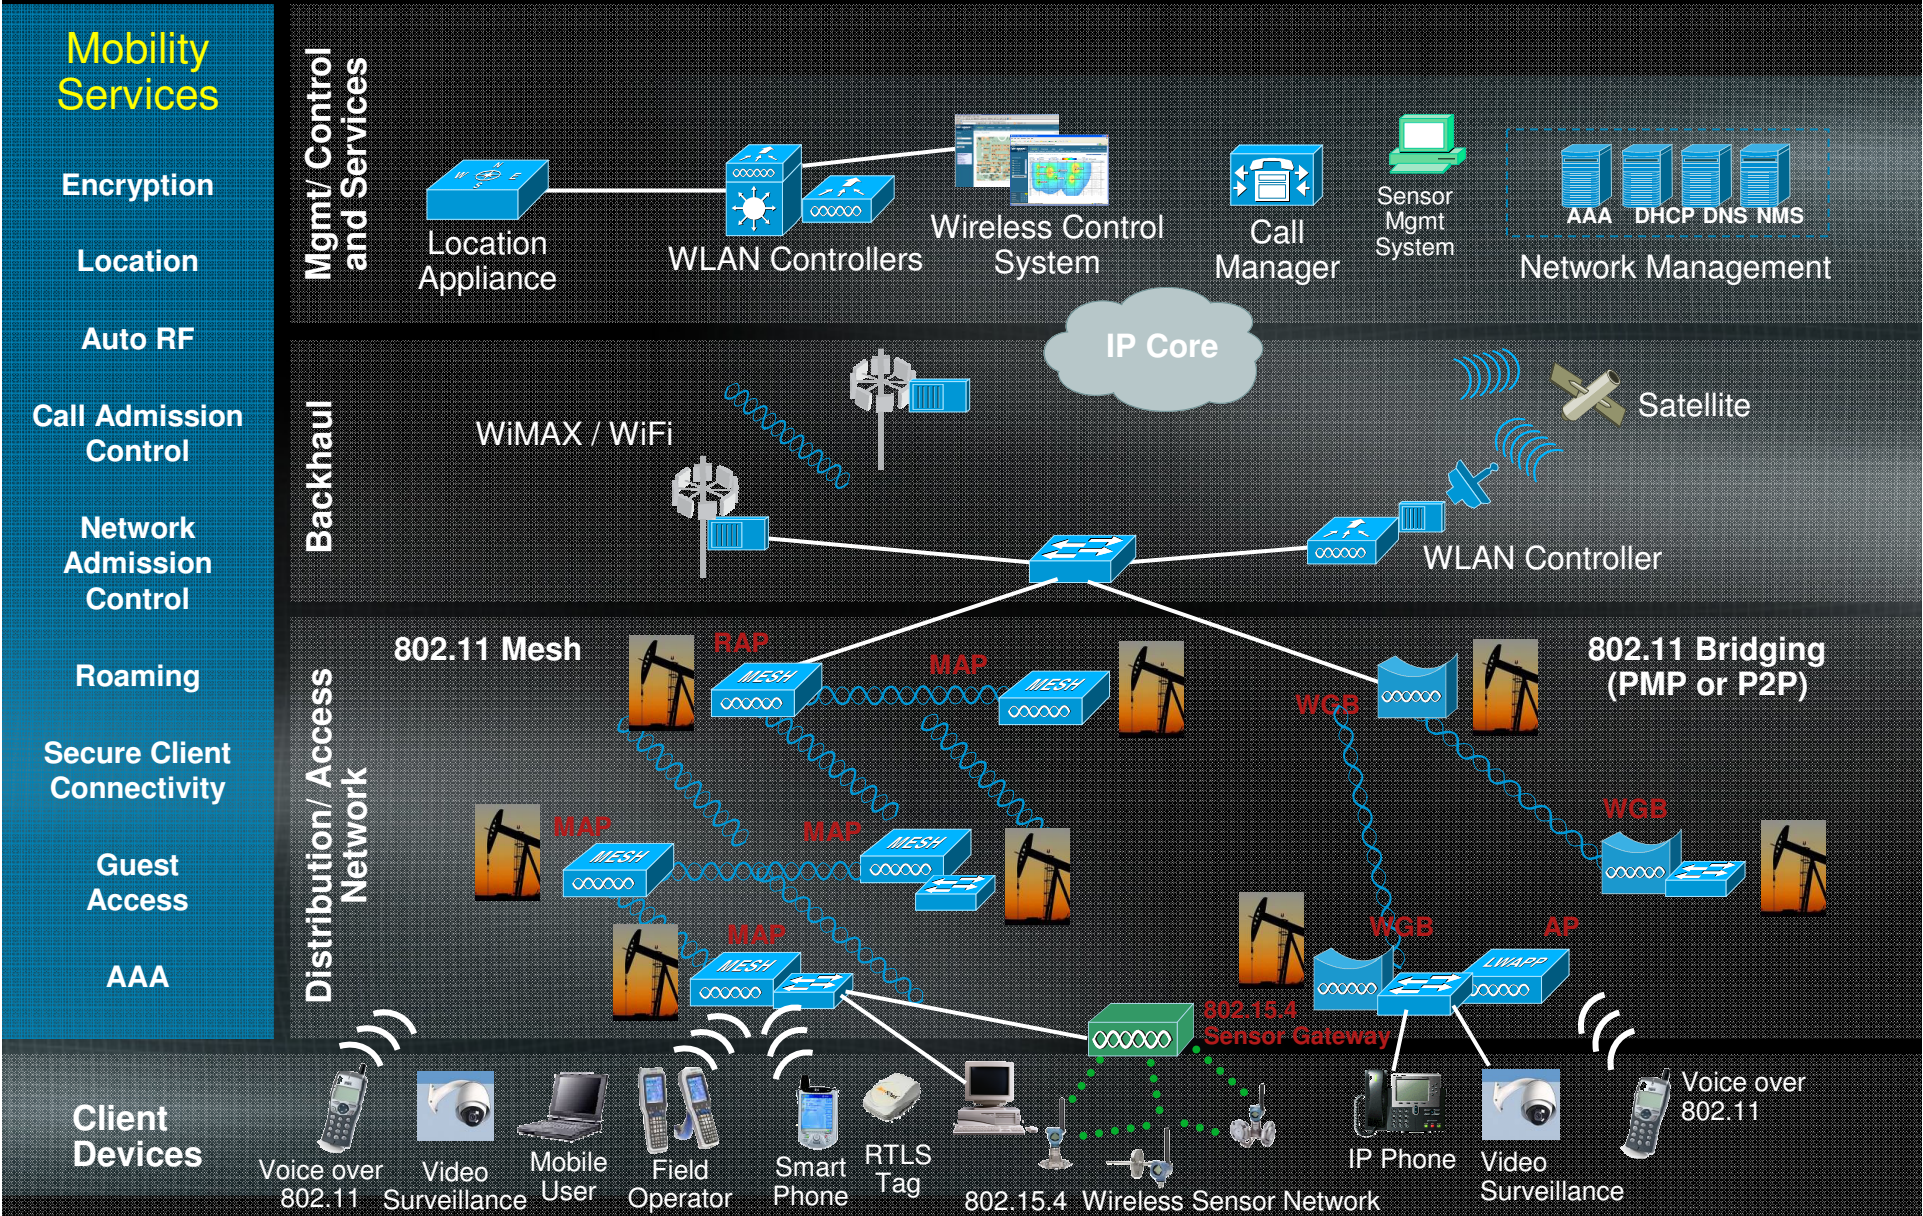 Mobility
Services
Encryption
Location
Auto RF
Call Admission
Control
Network
Admission
Control
Roaming
Secure Client
Connectivity
Guest
Access
AAA
Mgmt/ Control
and Services
W N E
S
Location
Appliance
WLAN Controllers
Wireless Control
System
Call
Manager
Sensor
Mgmt
System
AAA DHCP DNS NMS
Network Management
IP Core
Backhaul
WiMAX / WiFi
Satellite
WLAN Controller
Distribution/ Access
Network
802.11 Mesh
RAP
MESH
MAP
MESH
802.11 Bridging
(PMP or P2P)
WGB
WGB
MAP
MESH
MAP
MESH
MAP
MESH
WGB
AP
LWAPP
802.15.4
Sensor Gateway
Client
Devices
Voice over
802.11
Video
Surveillance
Mobile
User
Field
Operator
Smart
Phone
RTLS
Tag
802.15.4 Wireless Sensor Network
IP Phone
Video
Surveillance
Voice over
802.11